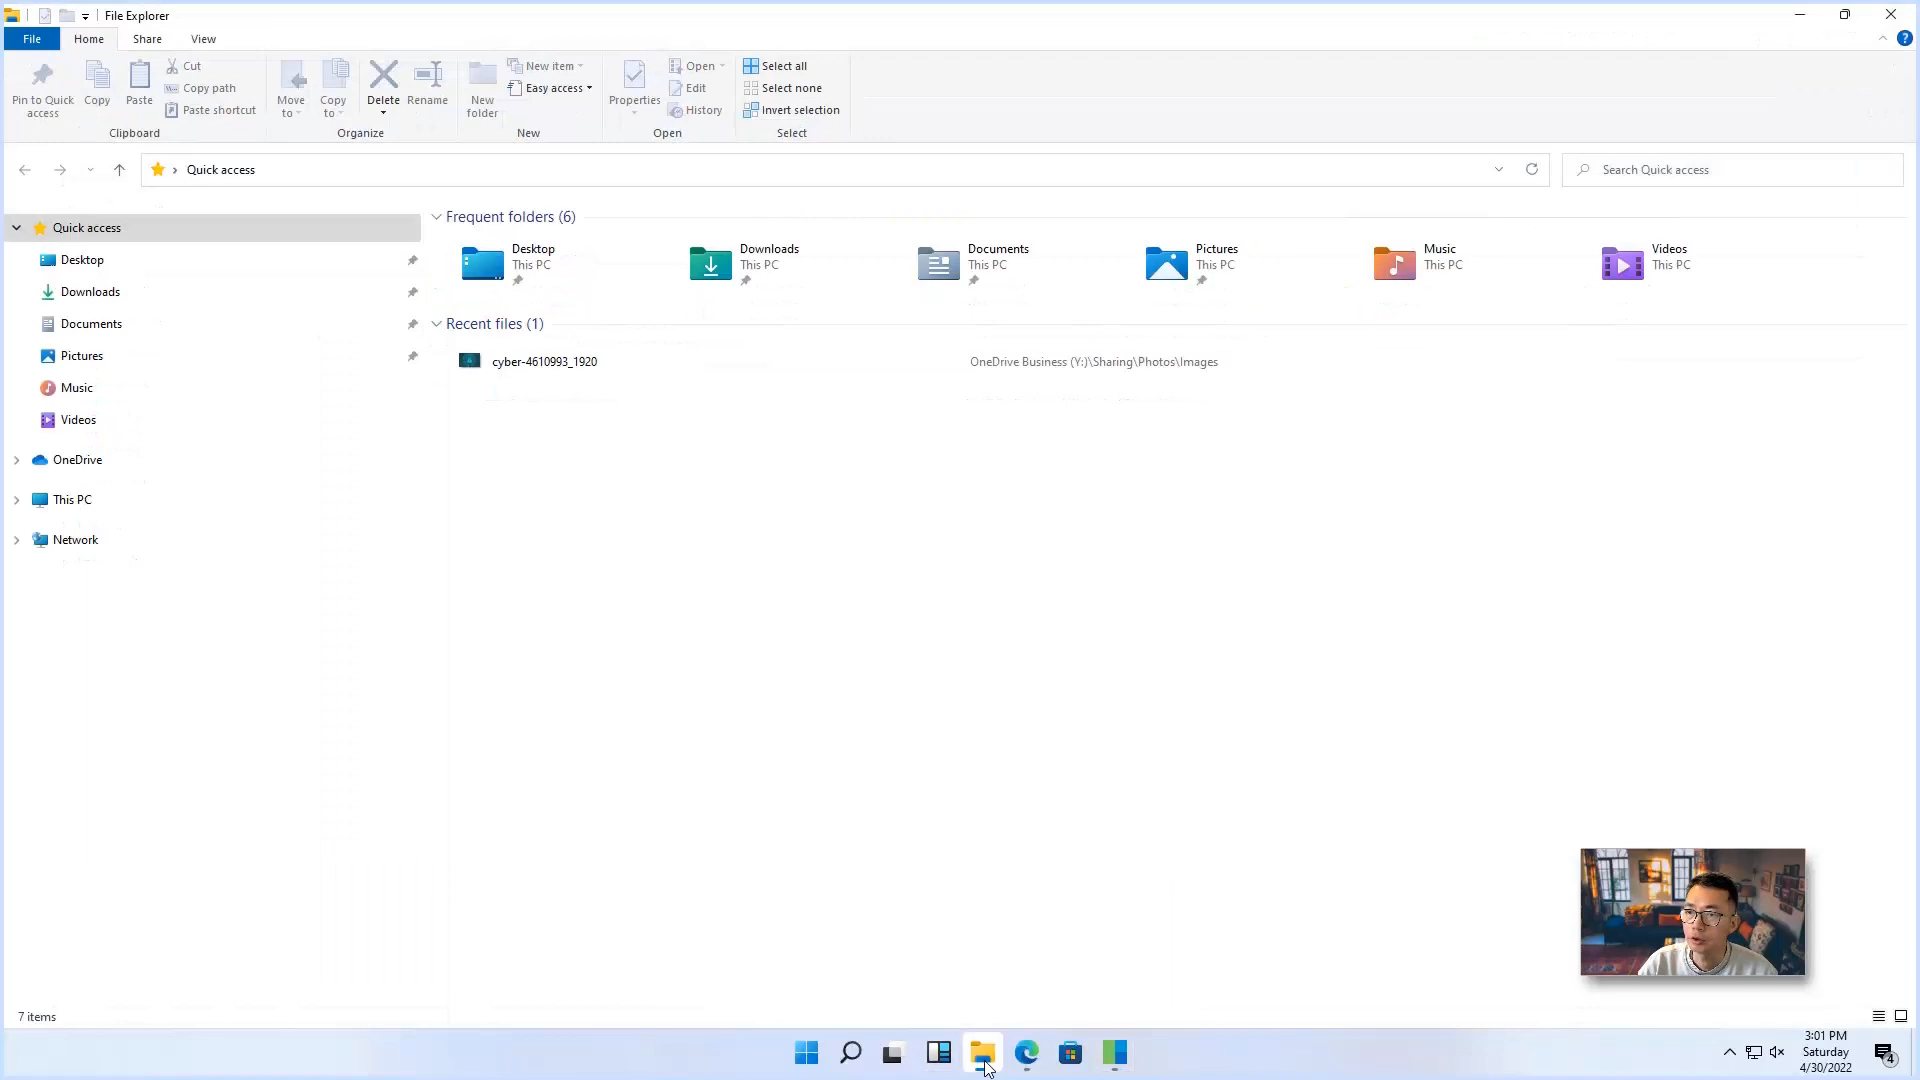 File Explorer
File
Home
Share
View
Pin to Quick
access
Copy
Paste
Cut
Copy path
Paste shortcut
Clipboard
Move
to
Copy
to
Delete
Rename
Organize
New
folder
New item
Easy access
New
Properties
Open
Edit
History
Open
Select all
Select none
Invert selection
Select
Quick access
Search Quick access
Quick access
Desktop
Downloads
Documents
Pictures
Music
Videos
OneDrive
This PC
Network
Frequent folders (6)
Desktop
This PC
Downloads
This PC
Documents
This PC
Pictures
This PC
Music
This PC
Videos
This PC
Recent files (1)
cyber-4610993_1920
OneDrive Business (Y:)\Sharing\Photos\Images
7 items
3:01 PM
Saturday
4/30/2022
4